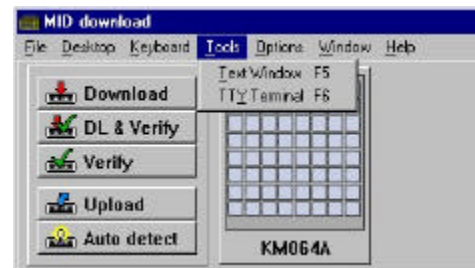 MID download
File Desktop Keyboard Tools Options Window Help
Text Window F5
TTY Terminal F6
Download
DL & Verify
Verify
Upload
Auto detect
KM064A